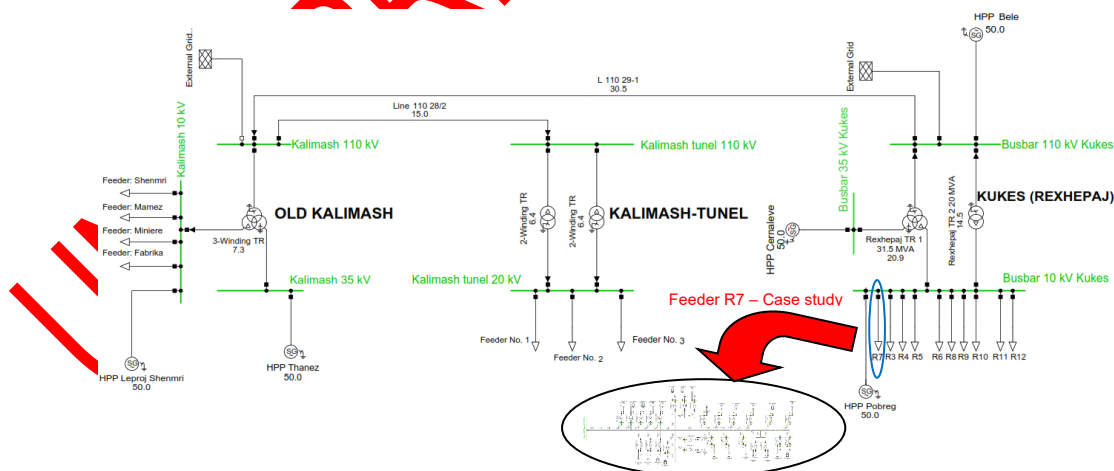 HPP Bele
50.0
External Grid..
External Grid
L 110 29-1
30.5
Line 110 28/2
15.0
Kalimash 10 kV
Kalimash 110 kV
Kalimash tunel 110 kV
Busbar 35 kV Kukes
Busbar 110 kV Kukes
Feeder: Shenmri
Feeder: Mamez
Feeder: Miniere
Feeder: Fabrika
OLD KALIMASH
3-Winding TR
7.3
2-Winding TR
6.4
2-Winding TR
6.4
KALIMASH-TUNEL
HPP Cernaleve
50.0
SG
Rexhepaj TR 1
31.5 MVA
20.9
Rexhepaj TR 2 20 MVA
14.5
KUKES (REXHEPAJ)
Kalimash 35 kV
Kalimash tunel 20 kV
Busbar 10 kV Kukes
Feeder R7 – Case study
Feeder No. 1
Feeder No. 2
Feeder No. 3
R7 R3 R4 R5 R6 R8 R9 R10 R11 R12
SG
HPP Leproj Shenmri
50.0
SG
HPP Thanez
50.0
SG
HPP Pobreg
50.0
SG